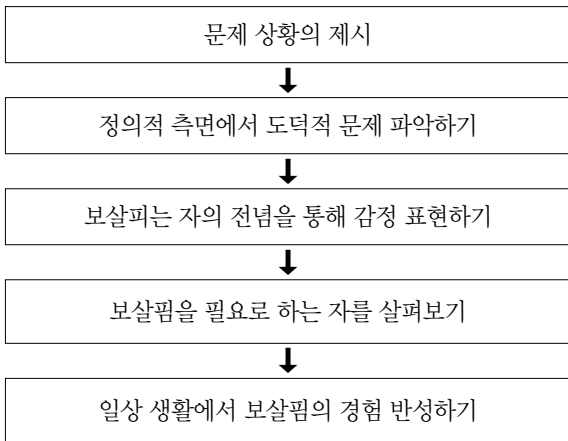 문제 상황의 제시
정의적 측면에서 도덕적 문제 파악하기
보살피는 자의 전념을 통해 감정 표현하기
보살핌을 필요로 하는 자를 살펴보기
일상 생활에서 보살핌의 경험 반성하기